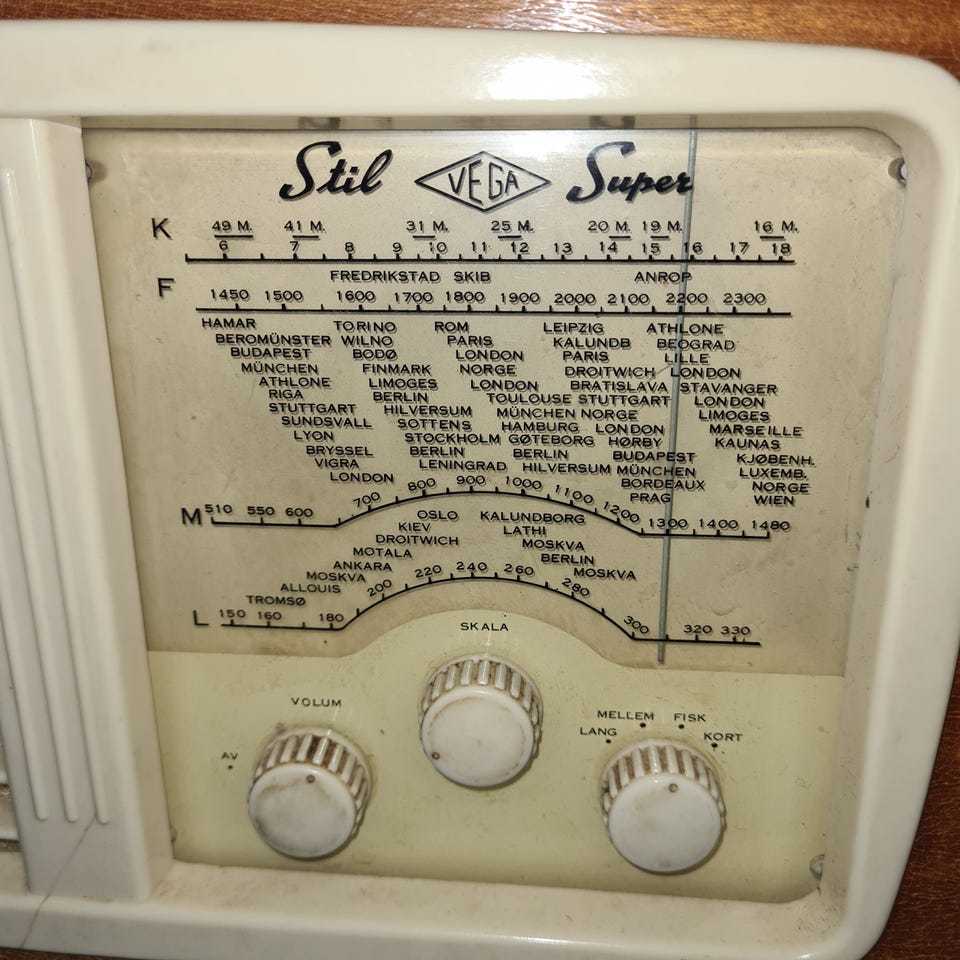 Stil VEGA Super
K 49 M. 41 M. 31 M. 25 M. 20 M. 19 M. 16 M.
6 7 8 9 10 11 12 13 14 15 16 17 18
FREDRIKSTAD SKIB ANROP
F 1450 1500 1600 1700 1800 1900 2000 2100 2200 2300
HAMAR TORINO ROM LEIPZIG ATHLONE
BEROMÜNSTER WILNO PARIS KALUNDB BEOGRAD
BUDAPEST BODØ LONDON PARIS LILLE
MÜNCHEN FINMARK NORGE DROITWICH LONDON
ATHLONE LIMOGES LONDON BRATISLAVA STAVANGER
RIGA BERLIN TOULOUSE STUTTGART LONDON
STUTTGART HILVERSUM MÜNCHEN NORGE LIMOGES
SUNDSVALL SOTTENS HAMBURG LONDON MARSEILLE
LYON STOCKHOLM GØTEBORG HØRBY KAUNAS
BRYSSEL BERLIN BERLIN BUDAPEST KJØBENH.
VIGRA LENINGRAD HILVERSUM MÜNCHEN LUXEMB.
LONDON BORDEAUX NORGE
PRAG WIEN
M 510 550 600 700 800 900 1000 1100 1200 1300 1400 1480
OSLO KALUNDBORG
KIEV LATHI
DROITWICH MOSKVA
MOTALA BERLIN
ANKARA MOSKVA
MOSKVA
ALLOUIS
TROMSØ
L 150 160 180 200 220 240 260 280 300 320 330
SKALA
VOLUM
MELLEM FISK
LANG KORT
AV